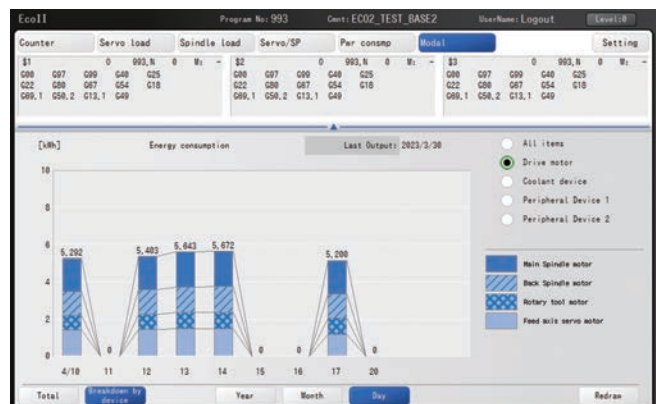 EcoII Program No: 993 Cmnt: ECO2_TEST_BASE2 UserName: Logout Level:0
Counter Servo load Spindle load Servo/SP Pwr consmp Modal Setting
$1 0 993,N 0 M: - $2 0 993,N 0 M: - $3 0 993,N 0 M: -
G00 G97 G99 G40 G25 G00 G97 G99 G40 G25 G00 G97 G99 G40 G25
G22 G80 G67 G54 G18 G22 G80 G67 G54 G18 G22 G80 G67 G54 G18
G69.1 G50.2 G13.1 G49 G69.1 G50.2 G13.1 G49 G69.1 G50.2 G13.1 G49
[kWh] Energy consumption Last Output: 2023/3/30
All items
Drive motor
Coolant device
Peripheral Device 1
Peripheral Device 2
10
8
6
4
2
0
5,292 0 5,403 5,643 5,672 0 0 5,200 0
4/10 11 12 13 14 15 16 17 20
Main Spindle motor
Back Spindle motor
Rotary tool motor
Feed axis servo motor
Total Breakdown by device Year Month Day Redraw